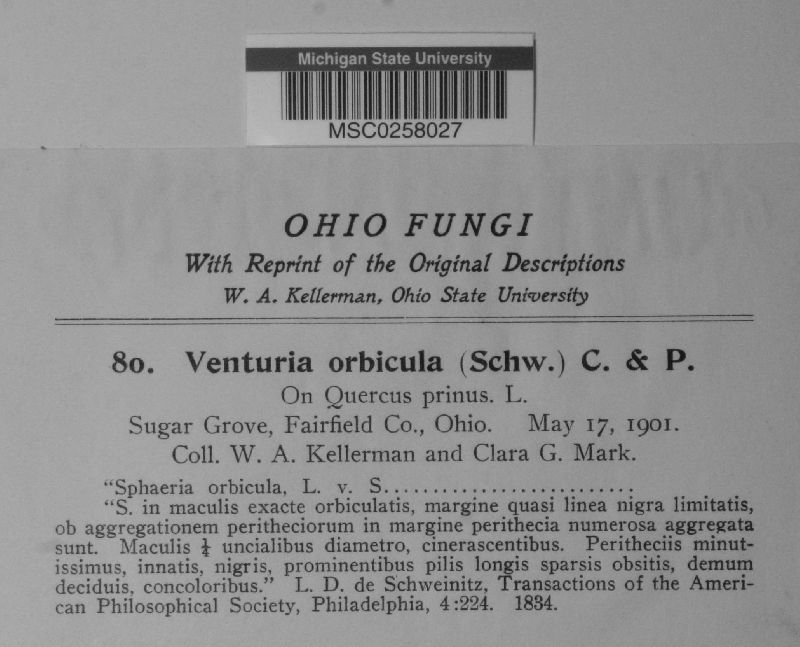 Michigan State University
MSC0258027
OHIO FUNGI
With Reprint of the Original Descriptions
W. A. Kellerman, Ohio State University
80. Venturia orbicula (Schw.) C. & P.
On Quercus prinus. L.
Sugar Grove, Fairfield Co., Ohio. May 17, 1901.
Coll. W. A. Kellerman and Clara G. Mark.
"Sphaeria orbicula, L. v. S..........................
"S. in maculis exacte orbiculatis, margine quasi linea nigra limitatis,
ob aggregationem peritheciorum in margine perithecia numerosa aggregata
sunt. Maculis ¼ uncialibus diametro, cinerascentibus. Peritheciis minut-
issimus, innatis, nigris, prominentibus pilis longis sparsis obsitis, demum
deciduis, concoloribus." L. D. de Schweinitz, Transactions of the Ameri-
can Philosophical Society, Philadelphia, 4:224. 1834.